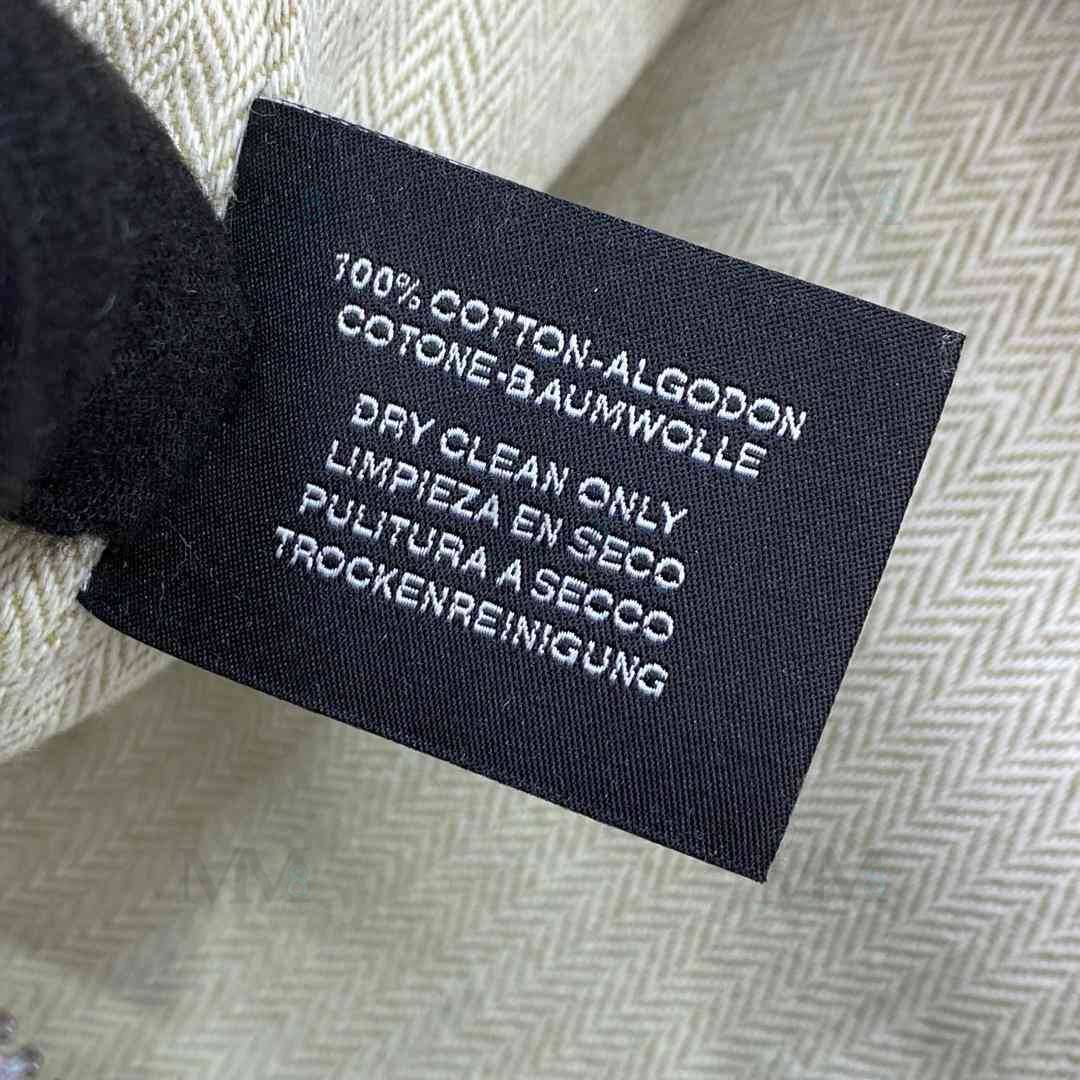 100% COTTON-ALGODON
COTONE-BAUMWOLLE
DRY CLEAN ONLY
LIMPIEZA EN SECO
PULITURA A SECCO
TROCKENREINIGUNG